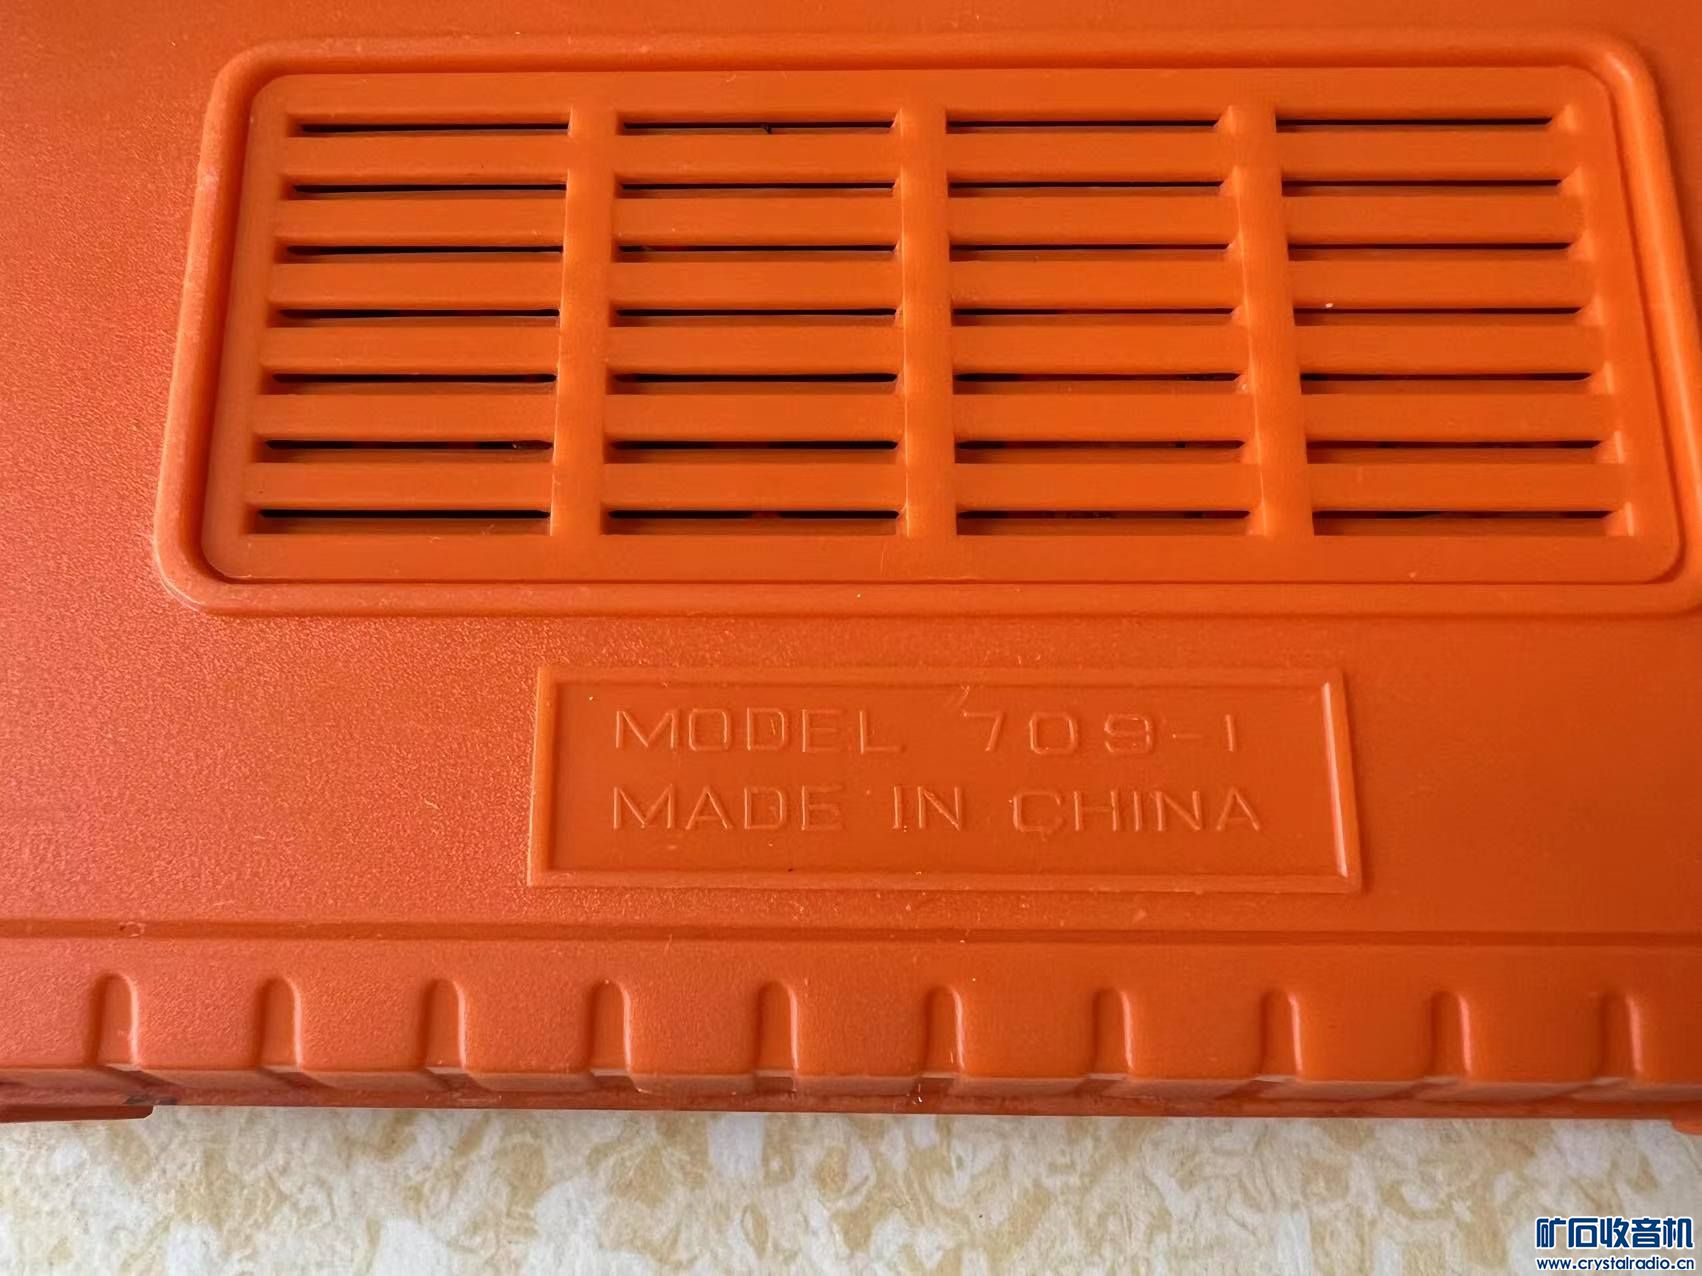 MODEL 709-1
MADE IN CHINA
矿石收音机
www.crystalradio.cn